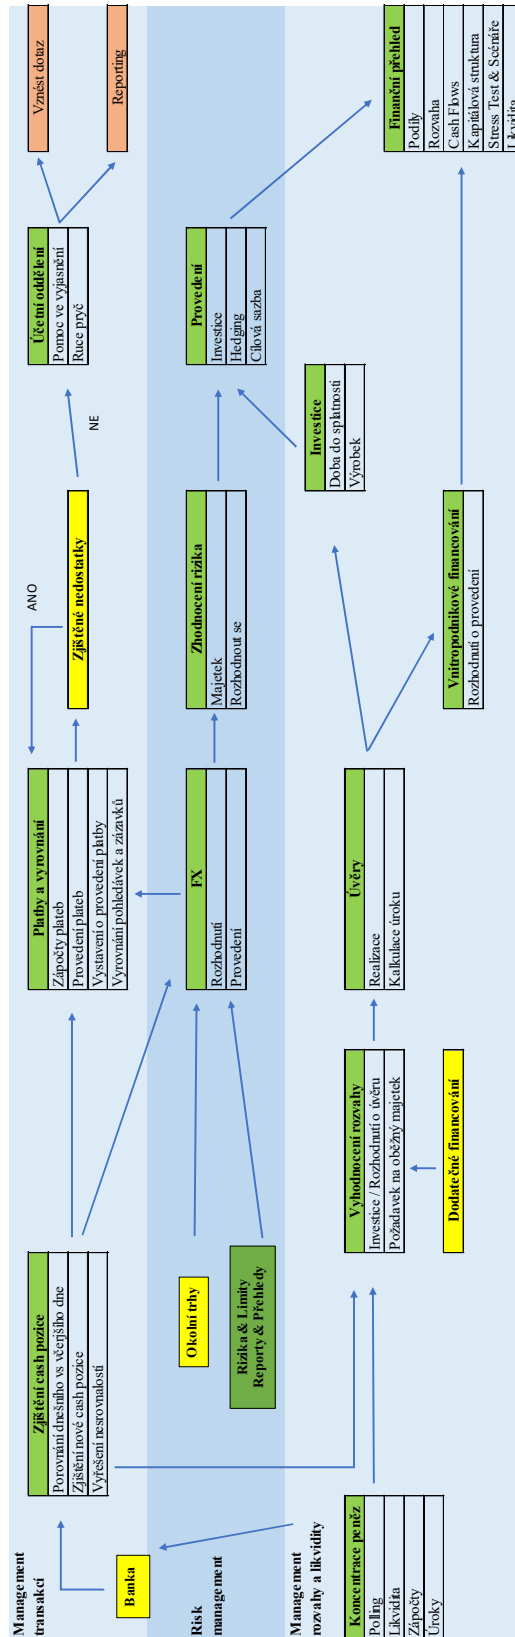 Management
transakcí
Banka
Zjištění cash pozice
Porovnání dnešního vs včerjšího dne
Zjištění nové cash pozice
Vyřešení nesrovnalostí
Platby a vyrovnání
Zápočty plateb
Provedení plateb
Vystavení o provedení platby
Vyrovnání pohledávek a zázavků
ANO
Zjištěné nedostatky
NE
Účetní oddělení
Pomoc ve vyjasnění
Ruce pryč
Vznést dotaz
Reporting
Risk
management
Okolní trhy
Rizika & Limity
Reporty & Přehledy
FX
Rozhodnutí
Provedení
Zhodnocení rizika
Majetek
Rozhodnout se
Provedení
Investice
Hedging
Cílová sazba
Management
rozvahy a likvidity
Koncentrace peněz
Polling
Likvidita
Zápočty
Úroky
Vyhodnocení rozvahy
Investice / Rozhodnutí o úvěru
Požadavek na oběžný majetek
Dodatečné financování
Úvěry
Realizace
Kalkulace úroku
Investice
Doba do splatnosti
Výrobek
Vnitropodnikové financování
Rozhodnutí o provedení
Finanční přehled
Podíly
Rozvaha
Cash Flows
Kapitálová struktura
Stress Test & Scénáře
Likvidita